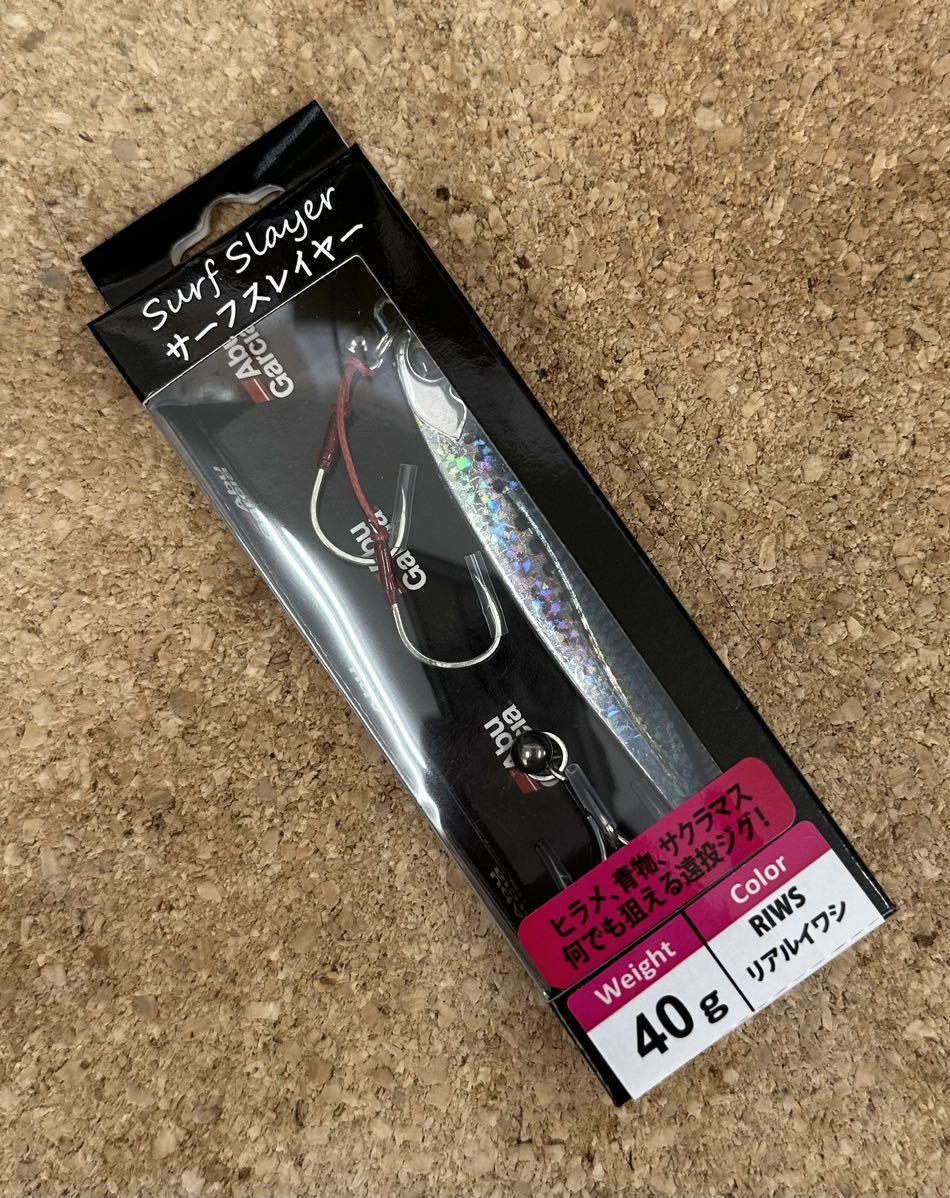 Surf Slayer
サーフスレイヤー
Abu
Garcia
Abu
Garcia
Abu
Garcia
ヒラメ、青物、サクラマス
何でも狙える遠投ジグ！
Weight
40g
Color
RIWS
リアルイワシ